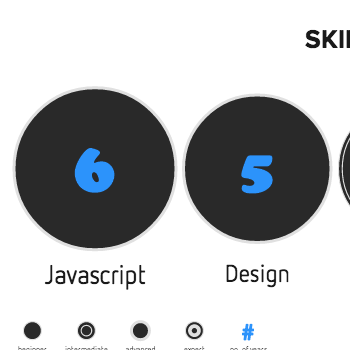 SKI
6 5
Javascript Design
#
beginner intermediate advanced expert no. of years